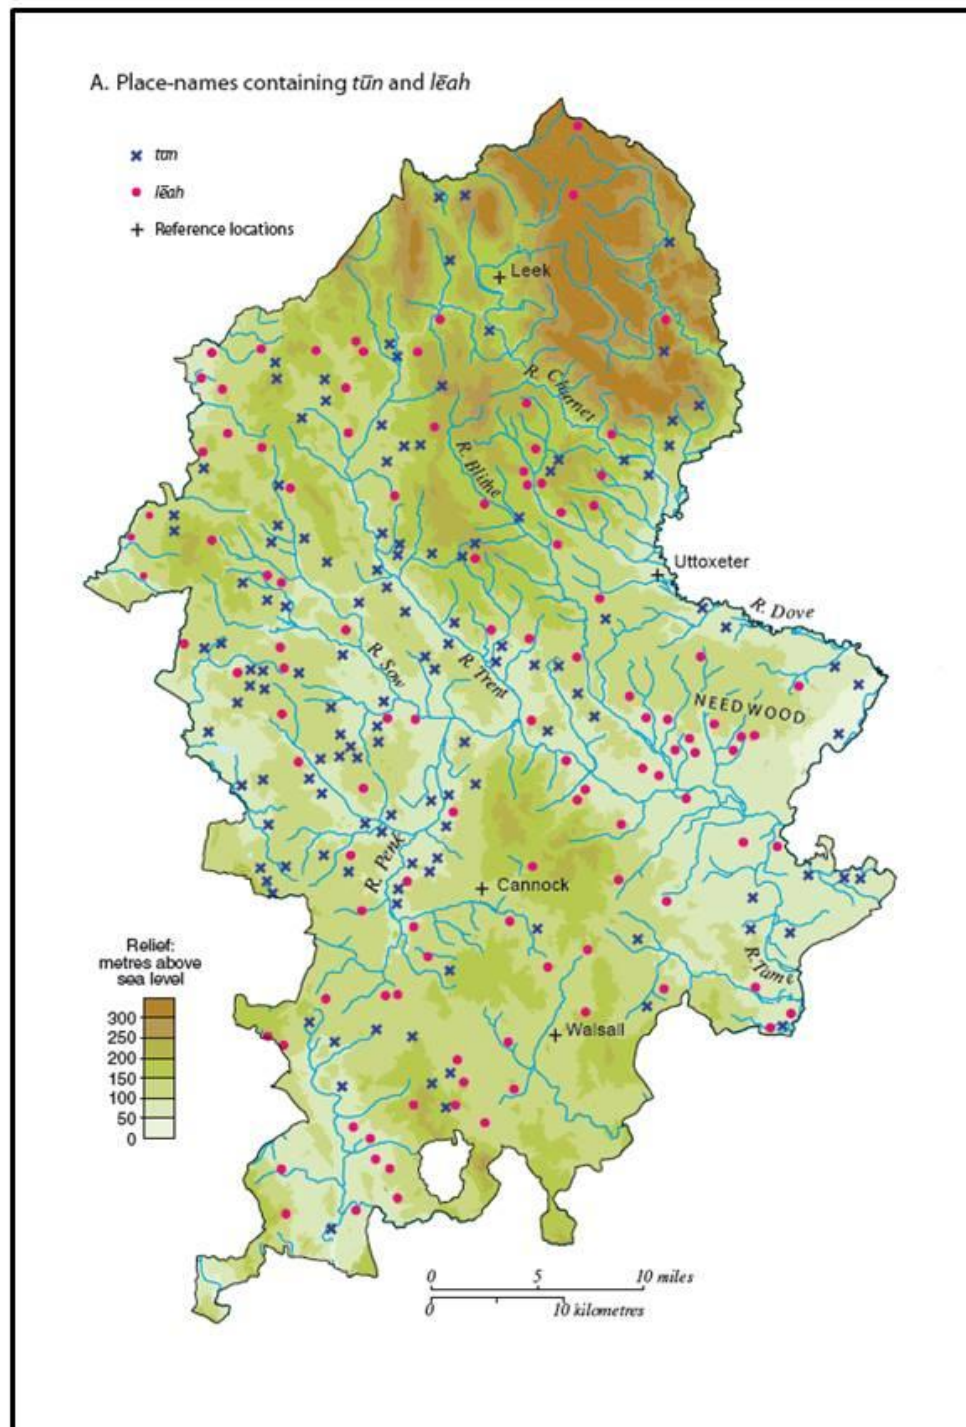 A. Place-names containing tūn and lēah
tūn
lēah
Reference locations
Leek
R. Churnet
R. Blithe
Uttoxeter
R. Dove
R. Sow
R. Trent
NEEDWOOD
R. Penk
Cannock
R. Tame
Relief:
metres above
sea level
300
250
200
150
100
50
0
Walsall
0 5 10 miles
0 10 kilometres